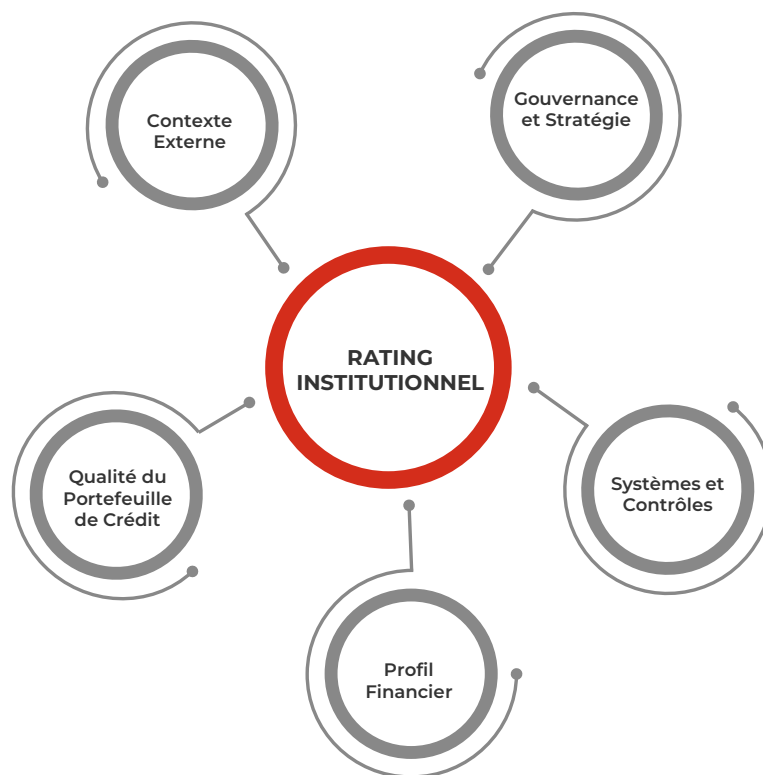 Contexte
Externe
Gouvernance
et Stratégie
RATING
INSTITUTIONNEL
Qualité du
Portefeuille
de Crédit
Systèmes et
Contrôles
Profil
Financier